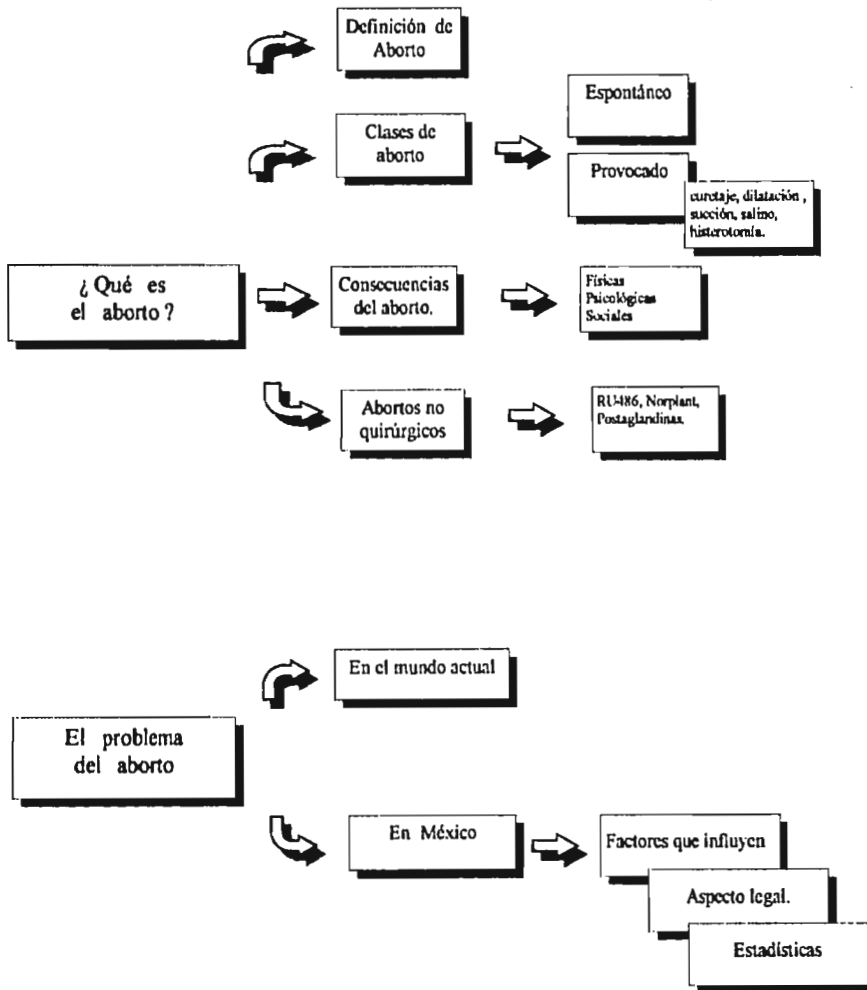 Definición de
Aborto
Clases de
aborto
Espontáneo
Provocado
curetaje, dilatación ,
succión, salino,
histerotomía.
¿ Qué es
el aborto ?
Consecuencias
del aborto.
Físicas
Psicológicas
Sociales
Abortos no
quirúrgicos
RU486, Norplant,
Postaglandinas.
En el mundo actual
El problema
del aborto
En México
Factores que influyen
Aspecto legal.
Estadísticas